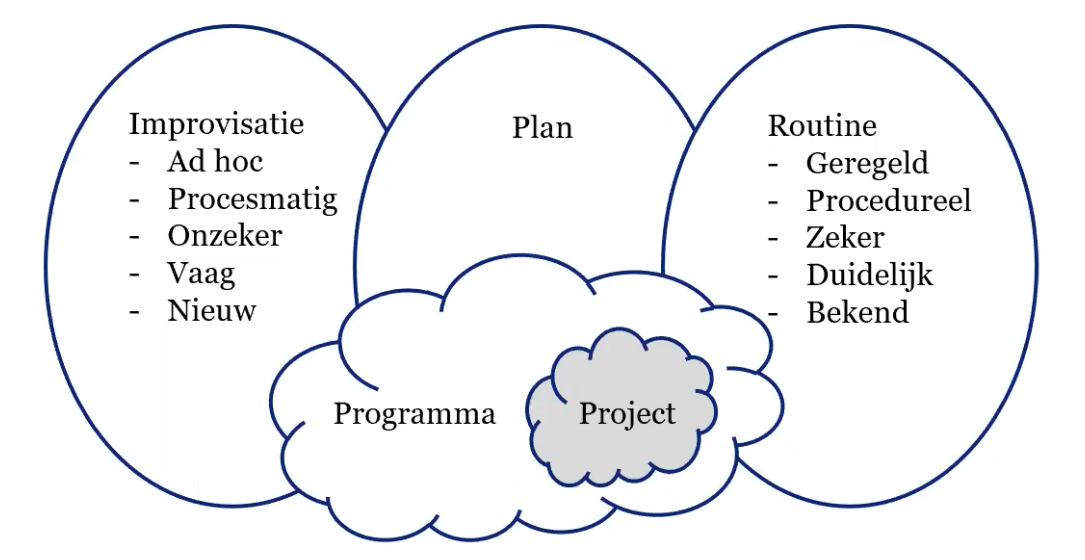 Improvisatie
- Ad hoc
- Procesmatig
- Onzeker
- Vaag
- Nieuw
Plan
Routine
- Geregeld
- Procedureel
- Zeker
- Duidelijk
- Bekend
Programma
Project